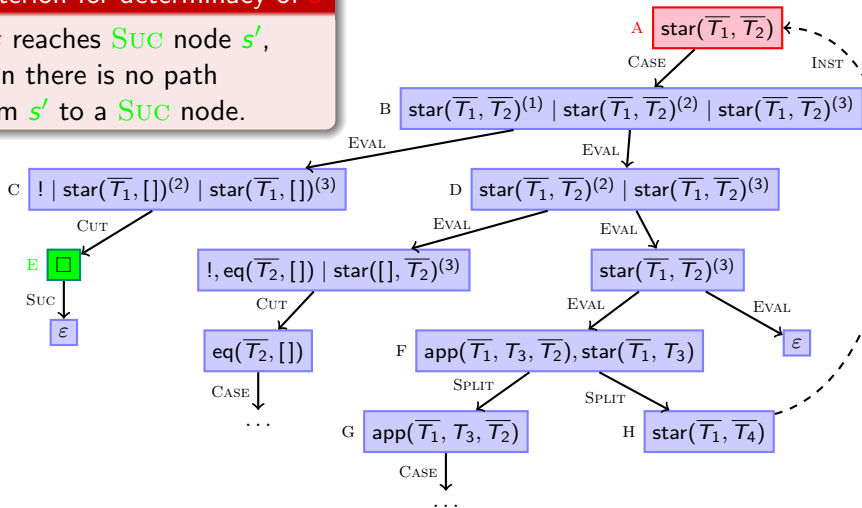 for determinacy of
reaches Suc node s′,
there is no path
s′ to a Suc node.
A star(T̅₁, T̅₂)
Case
Inst
B star(T̅₁, T̅₂)⁽¹⁾ | star(T̅₁, T̅₂)⁽²⁾ | star(T̅₁, T̅₂)⁽³⁾
Eval
Eval
C ! | star(T̅₁, [])⁽²⁾ | star(T̅₁, [])⁽³⁾
D star(T̅₁, T̅₂)⁽²⁾ | star(T̅₁, T̅₂)⁽³⁾
Cut
Eval
Eval
E □
!, eq(T̅₂, []) | star([], T̅₂)⁽³⁾
star(T̅₁, T̅₂)⁽³⁾
Suc
Cut
Eval
Eval
ε
eq(T̅₂, [])
F app(T̅₁, T₃, T̅₂), star(T̅₁, T₃)
ε
Case
Split
Split
...
G app(T̅₁, T₃, T̅₂)
H star(T̅₁, T̅₄)
Case
...